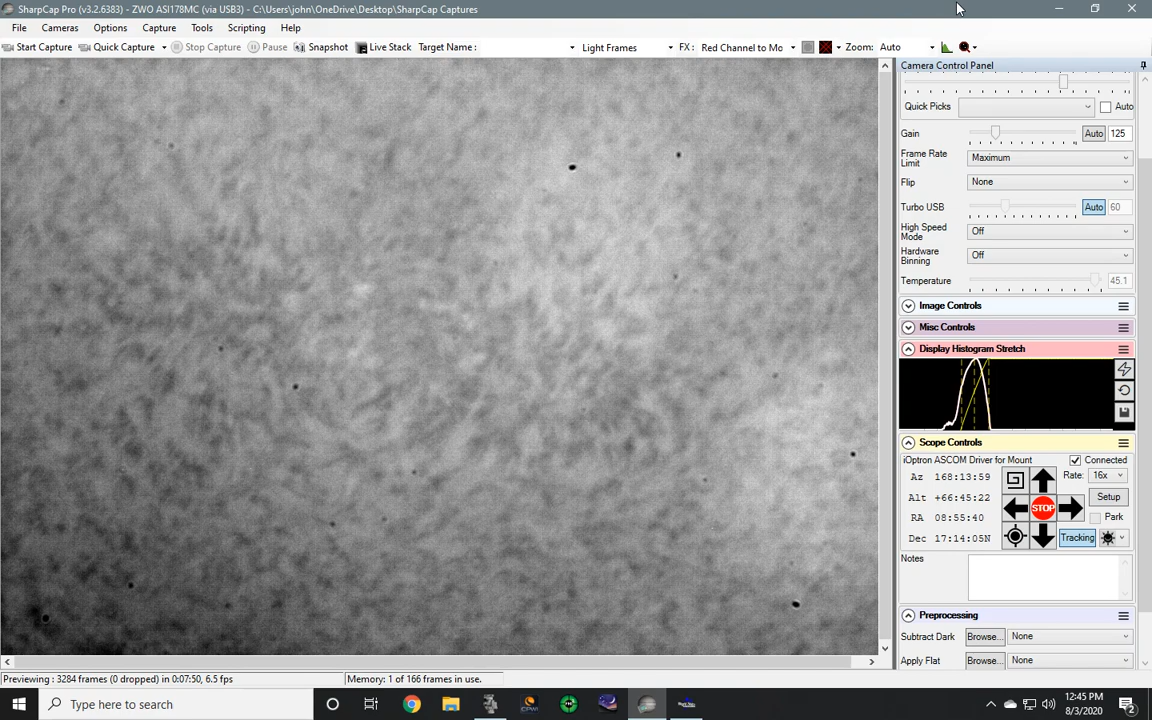 SharpCap Pro (v3.2.6383) - ZWO ASI178MC (via USB3) - C:\Users\john\OneDrive\Desktop\SharpCap Captures
File Cameras Options Capture Tools Scripting Help
Start Capture Quick Capture Stop Capture Pause Snapshot Live Stack Target Name : Light Frames FX : Red Channel to Mo Zoom: Auto
Camera Control Panel
Quick Picks Auto
Gain Auto 125
Frame Rate
Limit Maximum
Flip None
Turbo USB Auto 60
High Speed
Mode Off
Hardware
Binning Off
Temperature 45.1
Image Controls
Misc Controls
Display Histogram Stretch
Scope Controls
iOptron ASCOM Driver for Mount Connected
Az 168:13:59 Rate: 16x
Alt +66:45:22 STOP Setup
RA 08:55:40 Park
Dec 17:14:05N Tracking
Notes
Preprocessing
Subtract Dark Browse... None
Apply Flat Browse... None
Previewing : 3284 frames (0 dropped) in 0:07:50, 6.5 fps Memory: 1 of 166 frames in use.
Type here to search
12:45 PM
8/3/2020
2